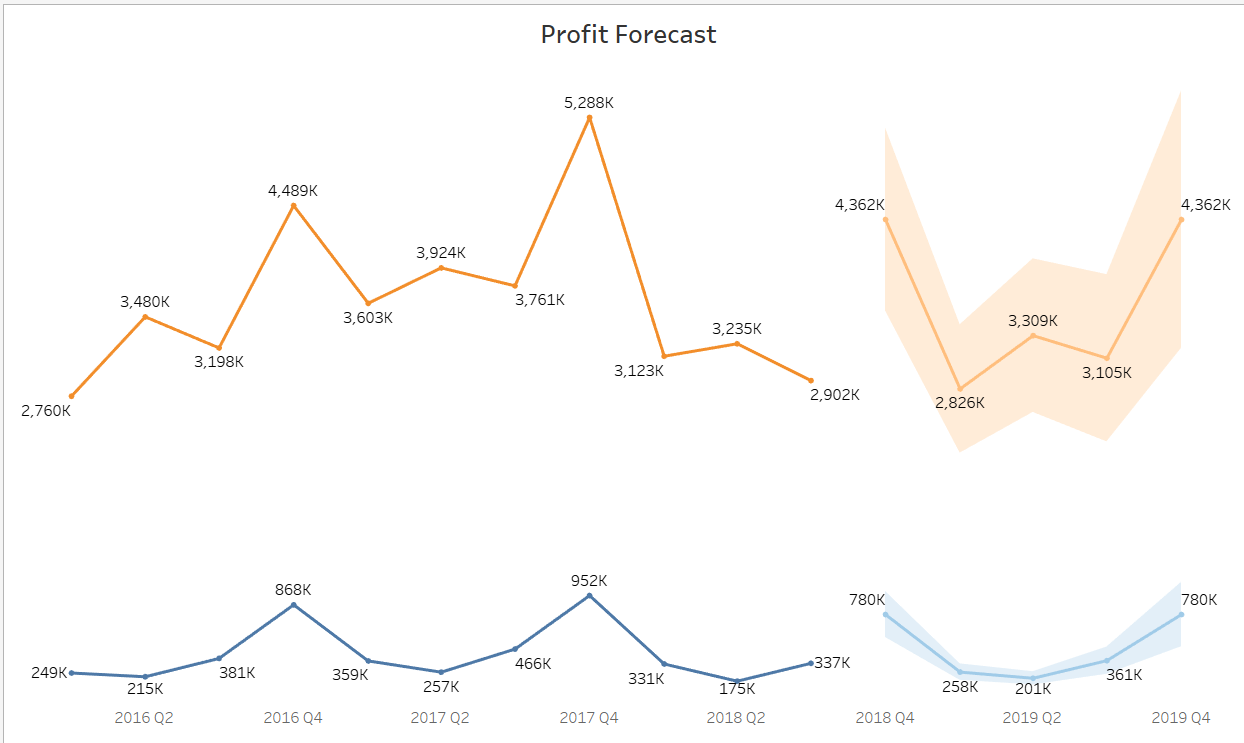 Profit Forecast
5,288K
4,489K
4,362K 4,362K
3,924K
3,480K
3,761K
3,603K
3,309K
3,235K
3,198K
3,123K
3,105K
2,902K
2,826K
2,760K
952K
868K
780K 780K
466K
337K
249K
381K
359K
331K
361K
215K
257K
175K
258K
201K
2016 Q2 2016 Q4 2017 Q2 2017 Q4 2018 Q2 2018 Q4 2019 Q2 2019 Q4